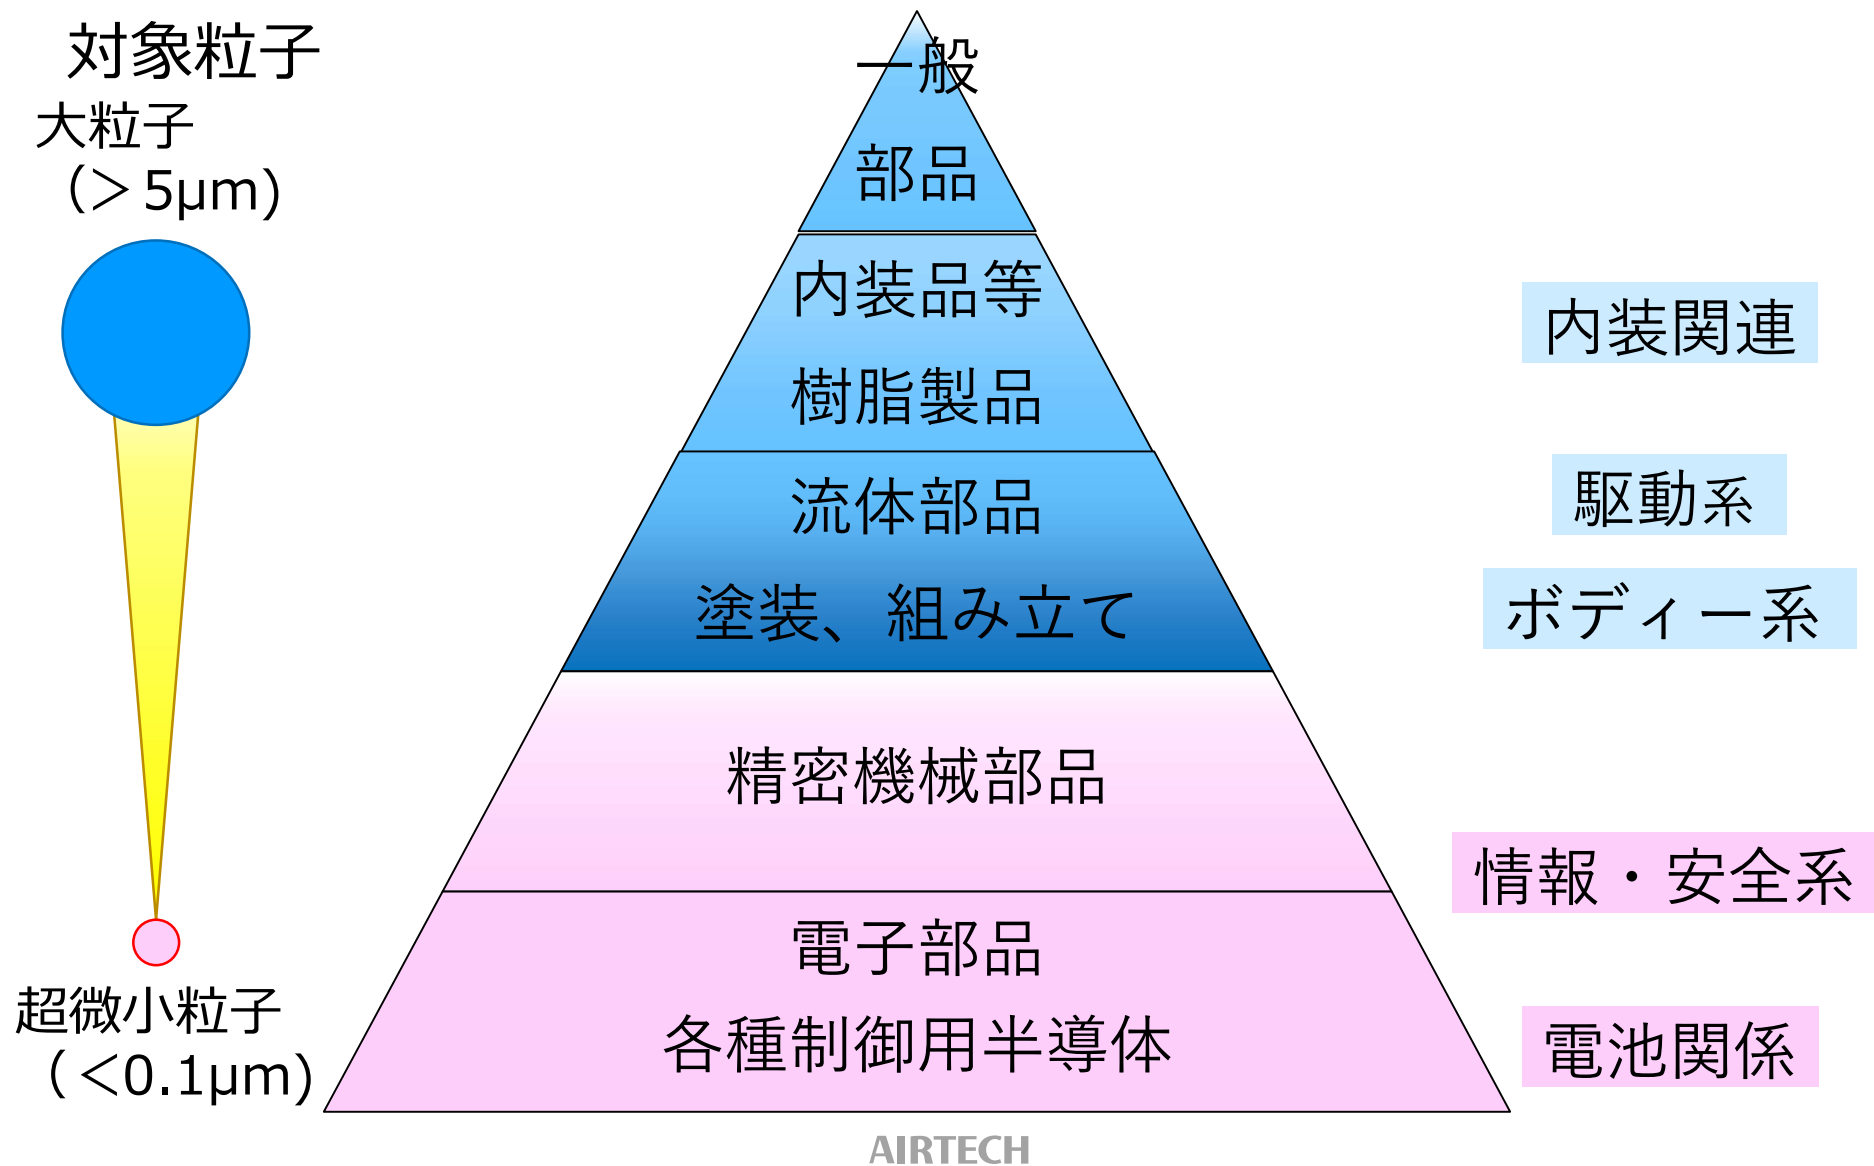 対象粒子
大粒子
（＞5μm)
超微小粒子
（＜0.1μm)
一般
部品
内装品等
樹脂製品
流体部品
塗装、組み立て
精密機械部品
電子部品
各種制御用半導体
内装関連
駆動系
ボディー系
情報・安全系
電池関係
AIRTECH